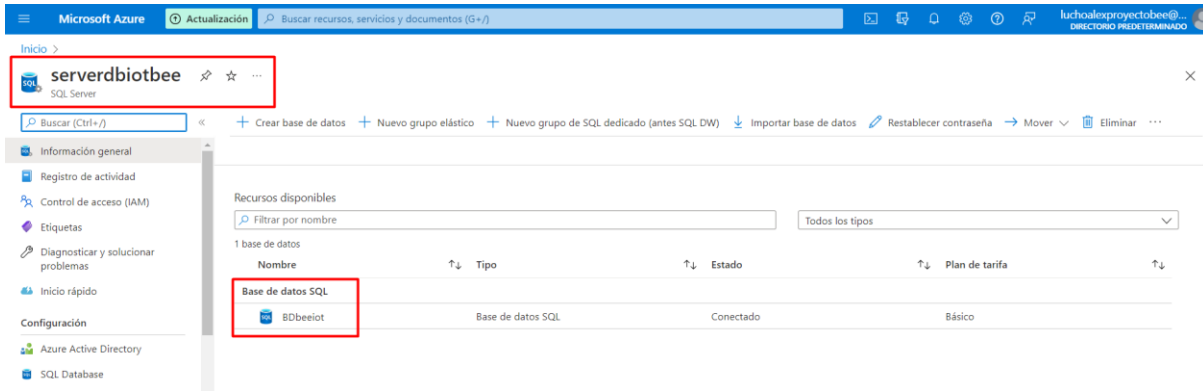 Microsoft Azure
Actualización
Buscar recursos, servicios y documentos (G+/)
luchoalexproyectobee@...
DIRECTORIO PREDETERMINADO
Inicio >
serverdbiotbee
SQL Server
Buscar (Ctrl+/)
Crear base de datos
Nuevo grupo elástico
Nuevo grupo de SQL dedicado (antes SQL DW)
Importar base de datos
Restablecer contraseña
Mover
Eliminar
Información general
Registro de actividad
Control de acceso (IAM)
Etiquetas
Diagnosticar y solucionar
problemas
Inicio rápido
Configuración
Azure Active Directory
SQL Database
Recursos disponibles
Filtrar por nombre
Todos los tipos
1 base de datos
Nombre
Tipo
Estado
Plan de tarifa
Base de datos SQL
BDbeeiot
Base de datos SQL
Conectado
Básico